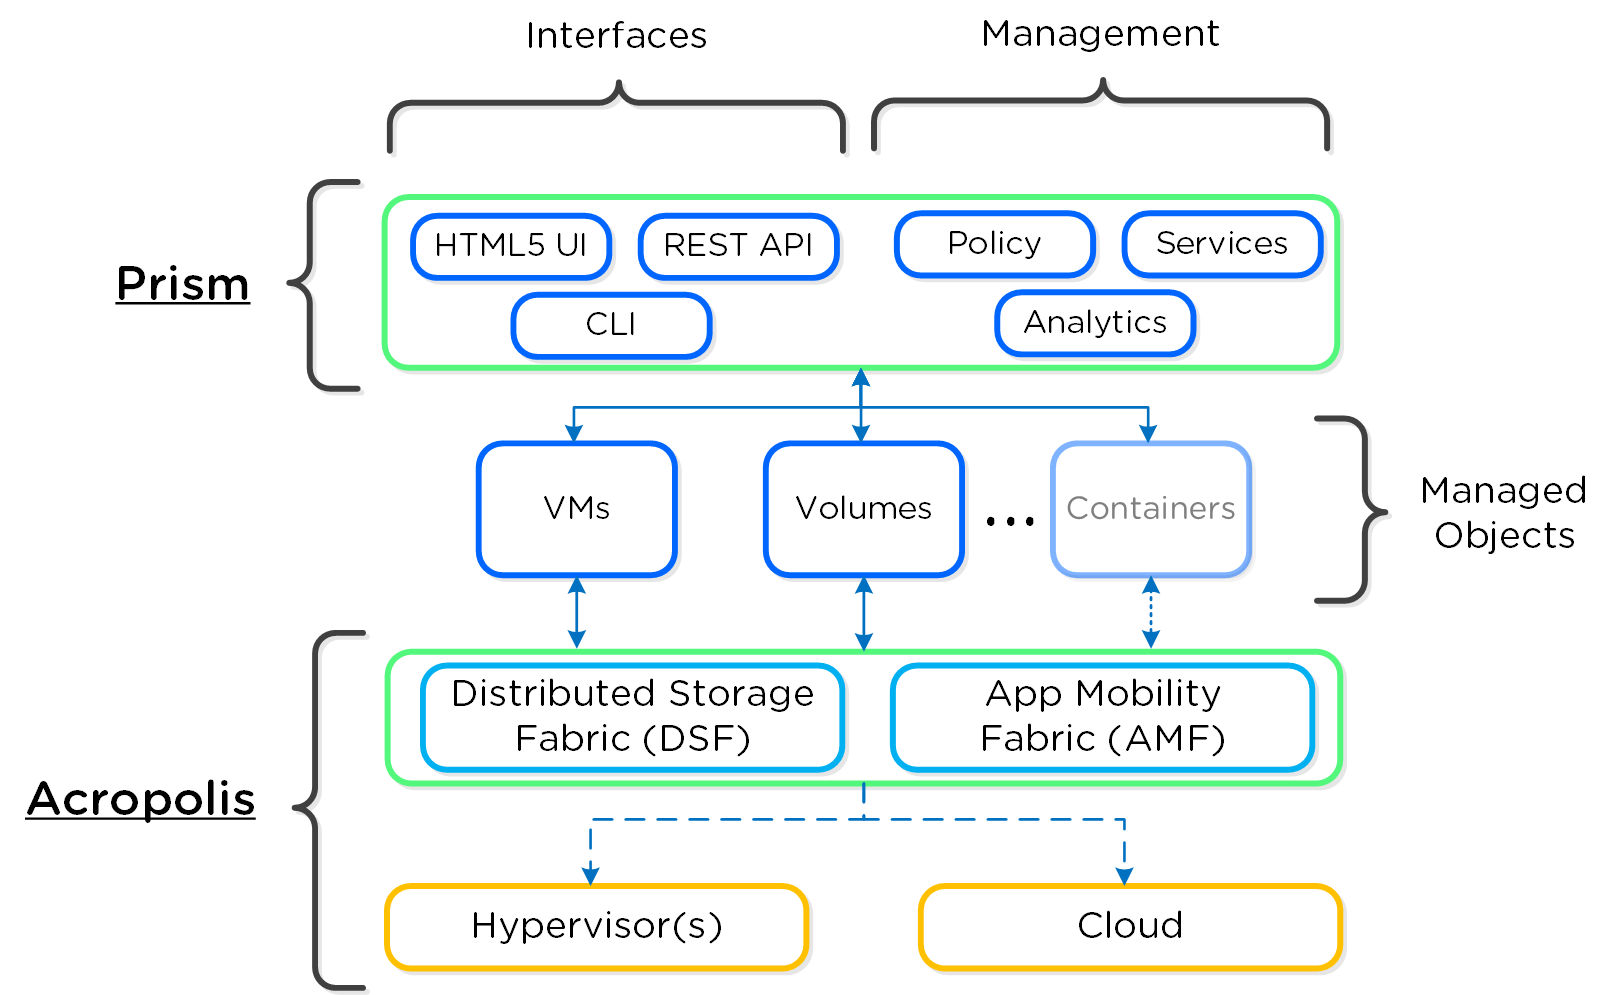 Interfaces
Management
Prism
HTML5 UI
REST API
Policy
Services
CLI
Analytics
VMs
Volumes
...
Containers
Managed
Objects
Distributed Storage
Fabric (DSF)
App Mobility
Fabric (AMF)
Acropolis
Hypervisor(s)
Cloud